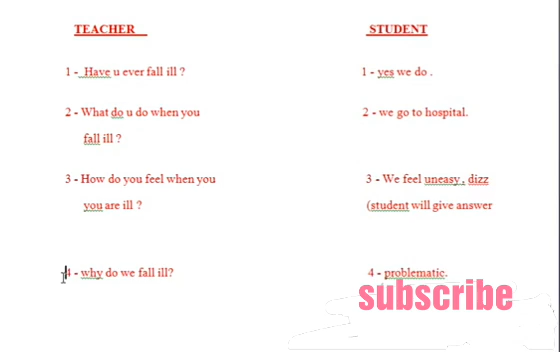 TEACHER
STUDENT
1 - Have u ever fall ill ?
1 - yes we do .
2 - What do u do when you
fall ill ?
2 - we go to hospital.
3 - How do you feel when you
you are ill ?
3 - We feel uneasy , dizz
(student will give answer
4 - why do we fall ill?
4 - problematic.
subscribe